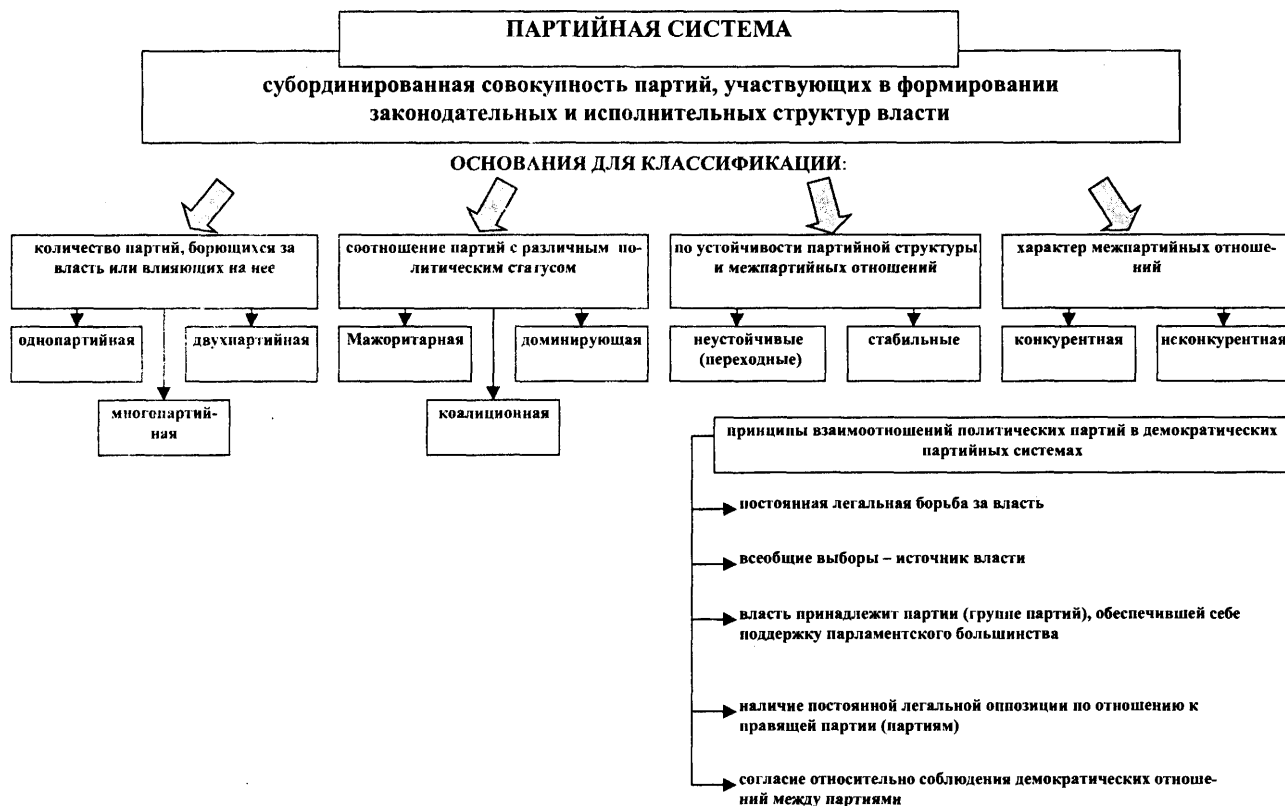 ПАРТИЙНАЯ СИСТЕМА
субординированная совокупность партий, участвующих в формировании
законодательных и исполнительных структур власти
ОСНОВАНИЯ ДЛЯ КЛАССИФИКАЦИИ:
количество партий, борющихся за
власть или влияющих на нее
однопартийная
двухпартийная
многопартий-
ная
соотношение партий с различным по-
литическим статусом
Мажоритарная
доминирующая
коалиционная
по устойчивости партийной структуры
и межпартийных отношений
неустойчивые
(переходные)
стабильные
характер межпартийных отноше-
ний
конкурентная
неконкурентная
принципы взаимоотношений политических партий в демократических
партийных системах
постоянная легальная борьба за власть
всеобщие выборы – источник власти
власть принадлежит партии (группе партий), обеспечившей себе
поддержку парламентского большинства
наличие постоянной легальной оппозиции по отношению к
правящей партии (партиям)
согласие относительно соблюдения демократических отноше-
ний между партиями